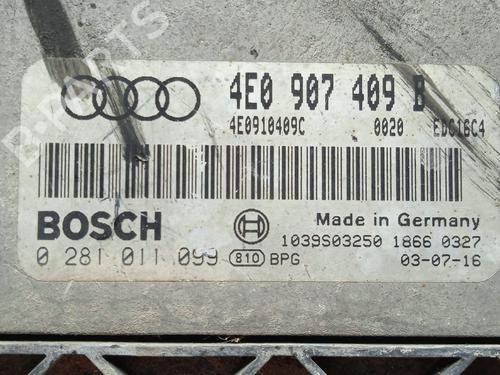 B-PARTS
4E0 907 409 B
4E0910409C 0020 EDC16C4
BOSCH
Made in Germany
1039S03250 1866 0327
0 281 011 099 810 BPG 03-07-16